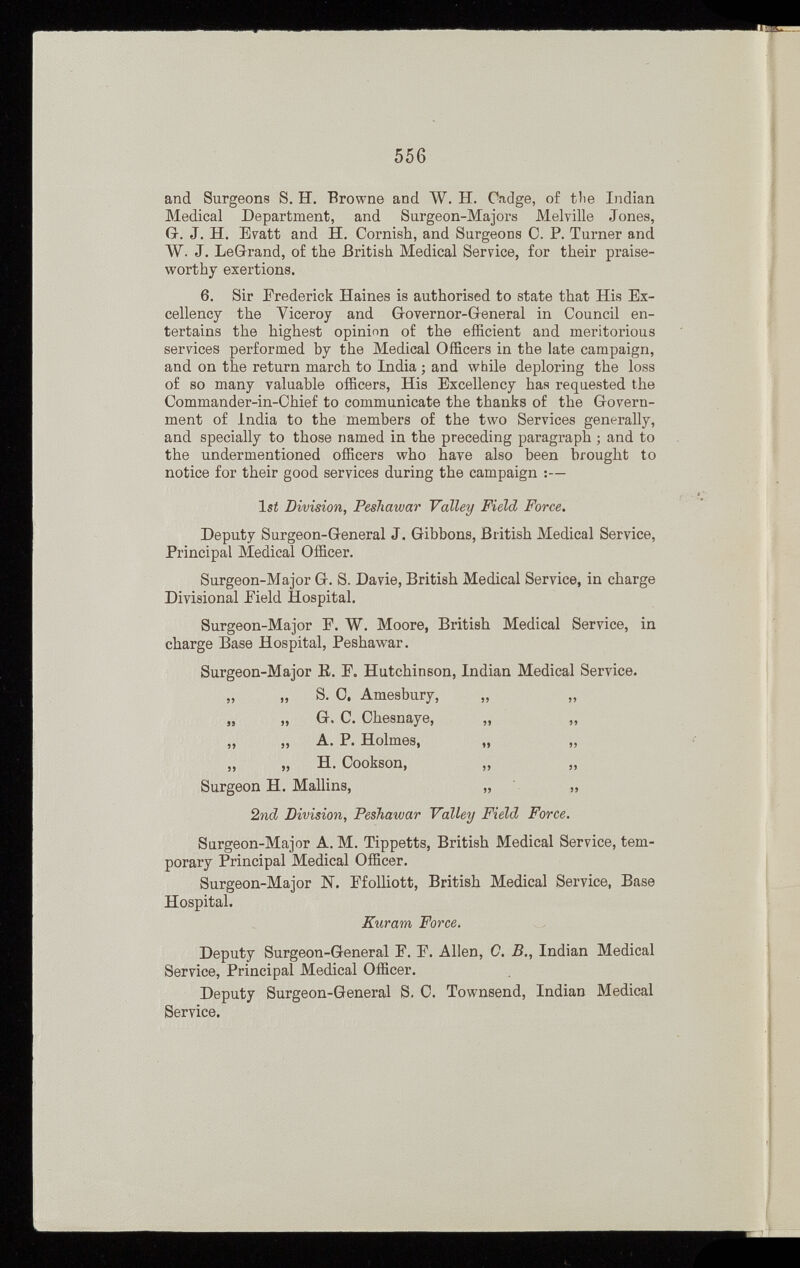 556
and Surgeons S. H. Browne and W. H. Cadge, of the Indian
Medical Department, and Surgeon-Majors Melville Jones,
G. J. H. Evatt and H. Cornish, and Surgeons C. P. Turner and
W. J. LeGrand, of the British Medical Service, for their praise-
worthy exertions.
6. Sir Frederick Haines is authorised to state that His Ex-
cellency the Viceroy and Governor-General in Council en-
tertains the highest opinion of the efficient and meritorious
services performed by the Medical Officers in the late campaign,
and on the return march to India; and while deploring the loss
of so many valuable officers, His Excellency has requested the
Commander-in-Chief to communicate the thanks of the Govern-
ment of India to the members of the two Services generally,
and specially to those named in the preceding paragraph; and to
the undermentioned officers who have also been brought to
notice for their good services during the campaign :—
1st Division, Peshawar Valley Field Force.
Deputy Surgeon-General J. Gibbons, British Medical Service,
Principal Medical Officer.
Surgeon-Major G. S. Davie, British Medical Service, in charge
Divisional Field Hospital.
Surgeon-Major F. W. Moore, British Medical Service, in
charge Base Hospital, Peshawar.
Surgeon-Major R. F. Hutchinson, Indian Medical Service.
„ „ S. C. Amesbury, „ „
„ „ G. C. Chesnaye, „ „
„ „ A. P. Holmes, „ „
„ „ H. Cookson, „ „
Surgeon H. Mallins, „ „
2nd Division, Peshawar Valley Field Force.
Surgeon-Major A. M. Tippetts, British Medical Service, tem-
porary Principal Medical Officer.
Surgeon-Major N. Ffolliott, British Medical Service, Base
Hospital.
Kuram Force.
Deputy Surgeon-General F. F. Allen, C. B., Indian Medical
Service, Principal Medical Officer.
Deputy Surgeon-General S. C. Townsend, Indian Medical
Service.